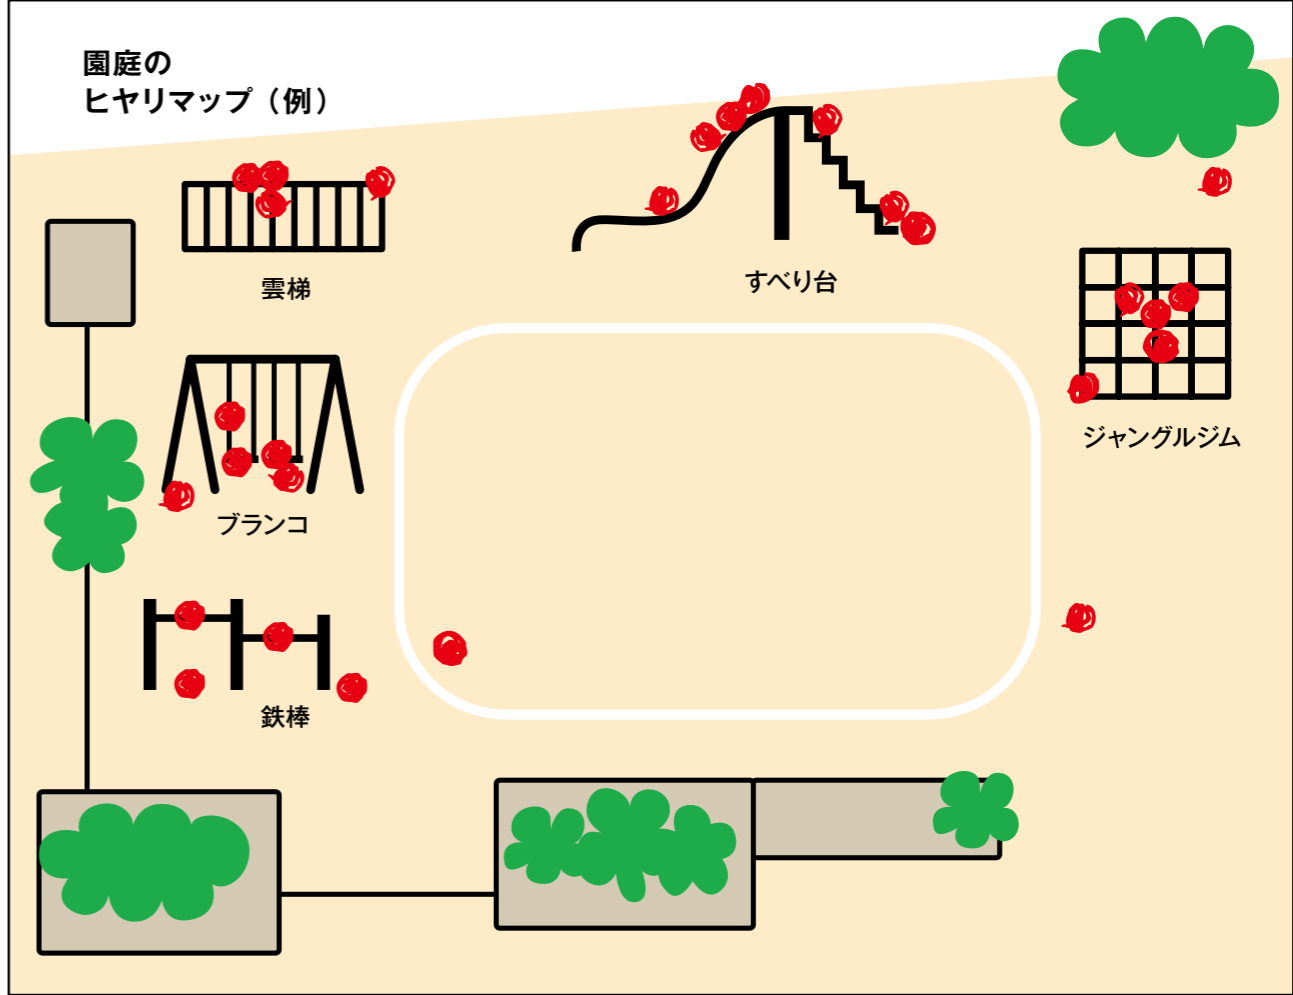 園庭の
ヒヤリマップ（例）
雲梯
すべり台
ジャングルジム
ブランコ
鉄棒